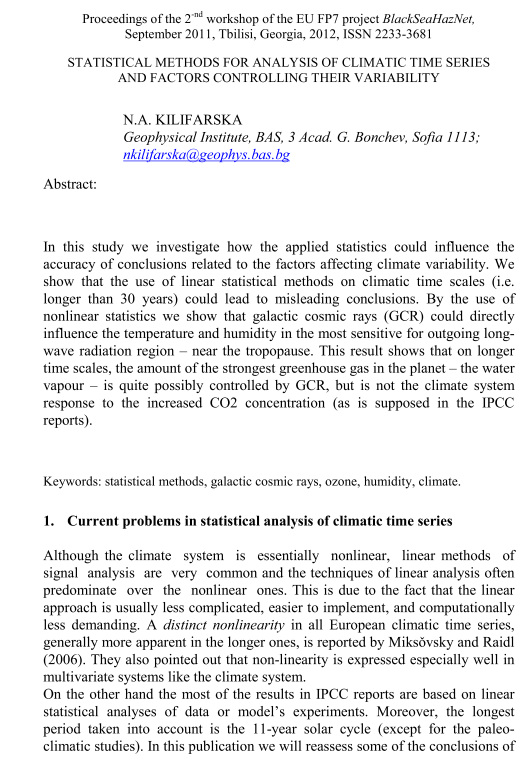 Proceedings of the 2-nd workshop of the EU FP7 project BlackSeaHazNet,
September 2011, Tbilisi, Georgia, 2012, ISSN 2233-3681
STATISTICAL METHODS FOR ANALYSIS OF CLIMATIC TIME SERIES
AND FACTORS CONTROLLING THEIR VARIABILITY
N.A. KILIFARSKA
Geophysical Institute, BAS, 3 Acad. G. Bonchev, Sofia 1113;
nkilifarska@geophys.bas.bg
Abstract:
In this study we investigate how the applied statistics could influence the
accuracy of conclusions related to the factors affecting climate variability. We
show that the use of linear statistical methods on climatic time scales (i.e.
longer than 30 years) could lead to misleading conclusions. By the use of
nonlinear statistics we show that galactic cosmic rays (GCR) could directly
influence the temperature and humidity in the most sensitive for outgoing long-
wave radiation region – near the tropopause. This result shows that on longer
time scales, the amount of the strongest greenhouse gas in the planet – the water
vapour – is quite possibly controlled by GCR, but is not the climate system
response to the increased CO2 concentration (as is supposed in the IPCC
reports).
Keywords: statistical methods, galactic cosmic rays, ozone, humidity, climate.
1. Current problems in statistical analysis of climatic time series
Although the climate system is essentially nonlinear, linear methods of
signal analysis are very common and the techniques of linear analysis often
predominate over the nonlinear ones. This is due to the fact that the linear
approach is usually less complicated, easier to implement, and computationally
less demanding. A distinct nonlinearity in all European climatic time series,
generally more apparent in the longer ones, is reported by Miksŏvsky and Raidl
(2006). They also pointed out that non-linearity is expressed especially well in
multivariate systems like the climate system.
On the other hand the most of the results in IPCC reports are based on linear
statistical analyses of data or model's experiments. Moreover, the longest
period taken into account is the 11-year solar cycle (except for the paleo-
climatic studies). In this publication we will reassess some of the conclusions of